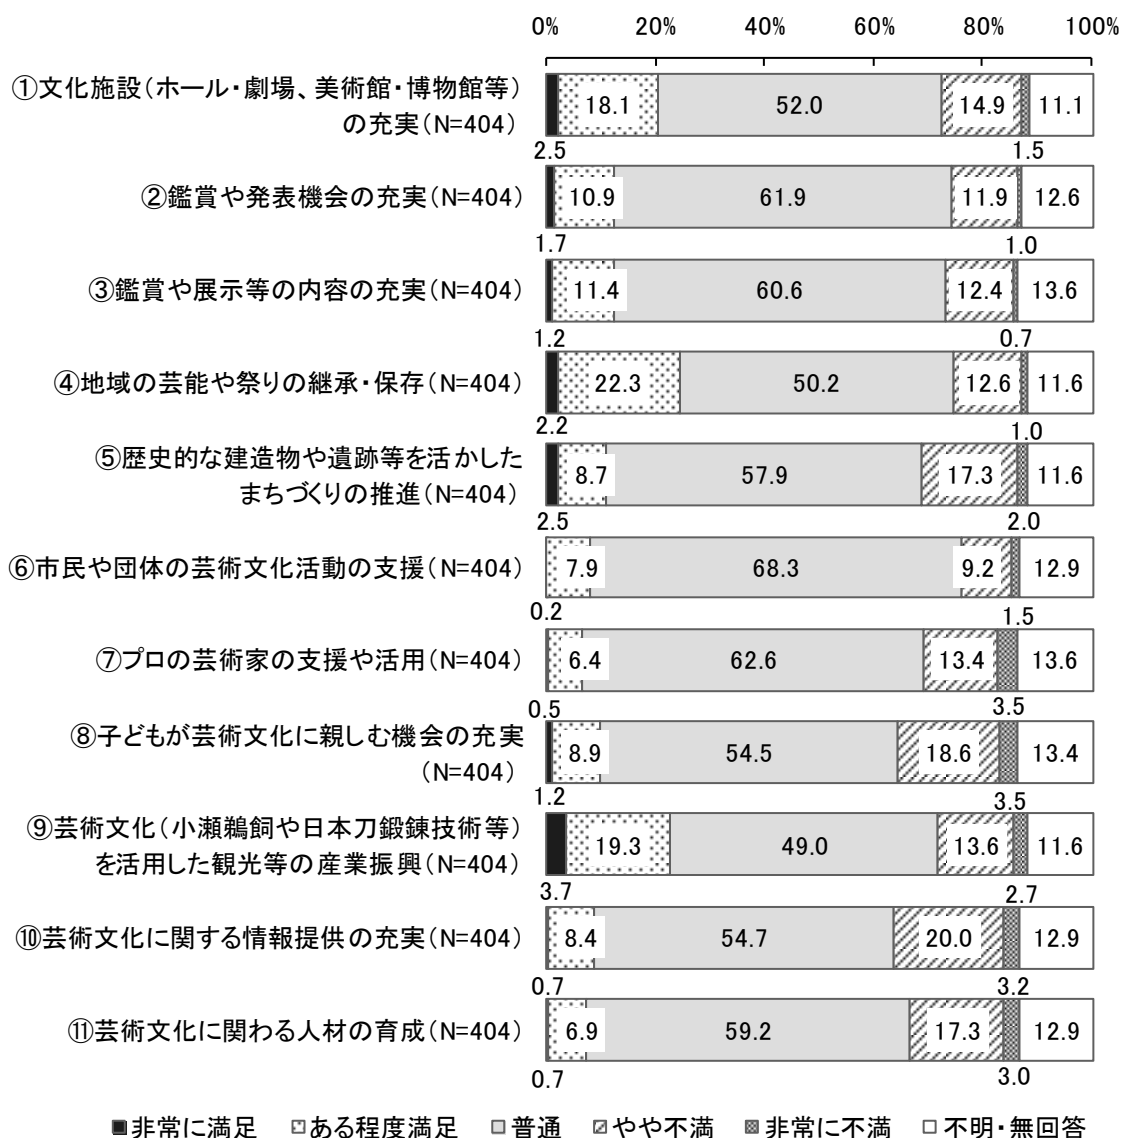 0% 20% 40% 60% 80% 100%
①文化施設(ホール・劇場、美術館・博物館等)
の充実(N=404)
18.1 52.0 14.9 11.1
2.5 1.5
②鑑賞や発表機会の充実(N=404) 10.9 61.9 11.9 12.6
1.7 1.0
③鑑賞や展示等の内容の充実(N=404) 11.4 60.6 12.4 13.6
1.2 0.7
④地域の芸能や祭りの継承・保存(N=404) 22.3 50.2 12.6 11.6
2.2 1.0
⑤歴史的な建造物や遺跡等を活かした
まちづくりの推進(N=404)
8.7 57.9 17.3 11.6
2.5 2.0
⑥市民や団体の芸術文化活動の支援(N=404) 7.9 68.3 9.2 12.9
0.2 1.5
⑦プロの芸術家の支援や活用(N=404) 6.4 62.6 13.4 13.6
0.5 3.5
⑧子どもが芸術文化に親しむ機会の充実
(N=404)
8.9 54.5 18.6 13.4
1.2 3.5
⑨芸術文化(小瀬鵜飼や日本刀鍛錬技術等)
を活用した観光等の産業振興(N=404)
19.3 49.0 13.6 11.6
3.7 2.7
⑩芸術文化に関する情報提供の充実(N=404) 8.4 54.7 20.0 12.9
0.7 3.2
⑪芸術文化に関わる人材の育成(N=404) 6.9 59.2 17.3 12.9
0.7 3.0
非常に満足 ある程度満足 普通 やや不満 非常に不満 不明・無回答